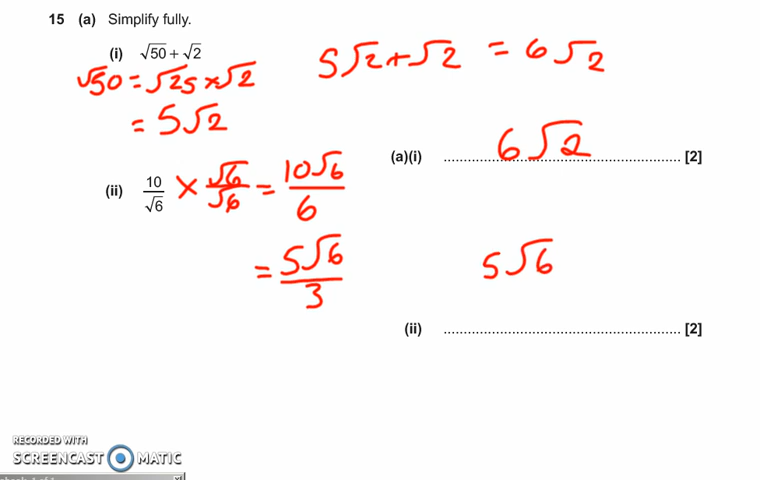 15 (a) Simplify fully.
(i) √50 + √2
5√2 + √2 = 6√2
√50 = √25 × √2
= 5√2
6√2
(a)(i) ........................................ [2]
(ii) 10/√6 × √6/√6 = 10√6/6
= 5√6/3
5√6
(ii) ........................................ [2]
RECORDED WITH
SCREENCAST MATIC